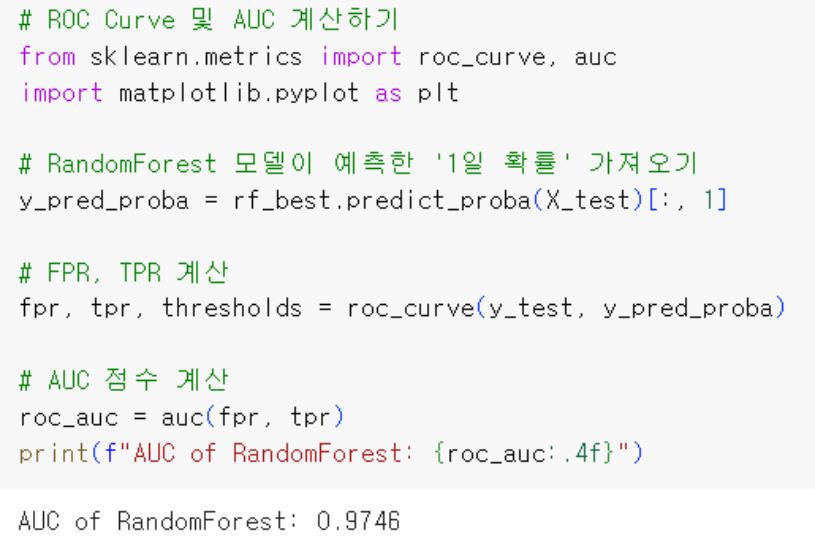 # ROC Curve 및 AUC 계산하기
from sklearn.metrics import roc_curve, auc
import matplotlib.pyplot as plt
# RandomForest 모델이 예측한 '1일 확률' 가져오기
y_pred_proba = rf_best.predict_proba(X_test)[:, 1]
# FPR, TPR 계산
fpr, tpr, thresholds = roc_curve(y_test, y_pred_proba)
# AUC 점수 계산
roc_auc = auc(fpr, tpr)
print(f"AUC of RandomForest: {roc_auc:.4f}")
AUC of RandomForest: 0.9746